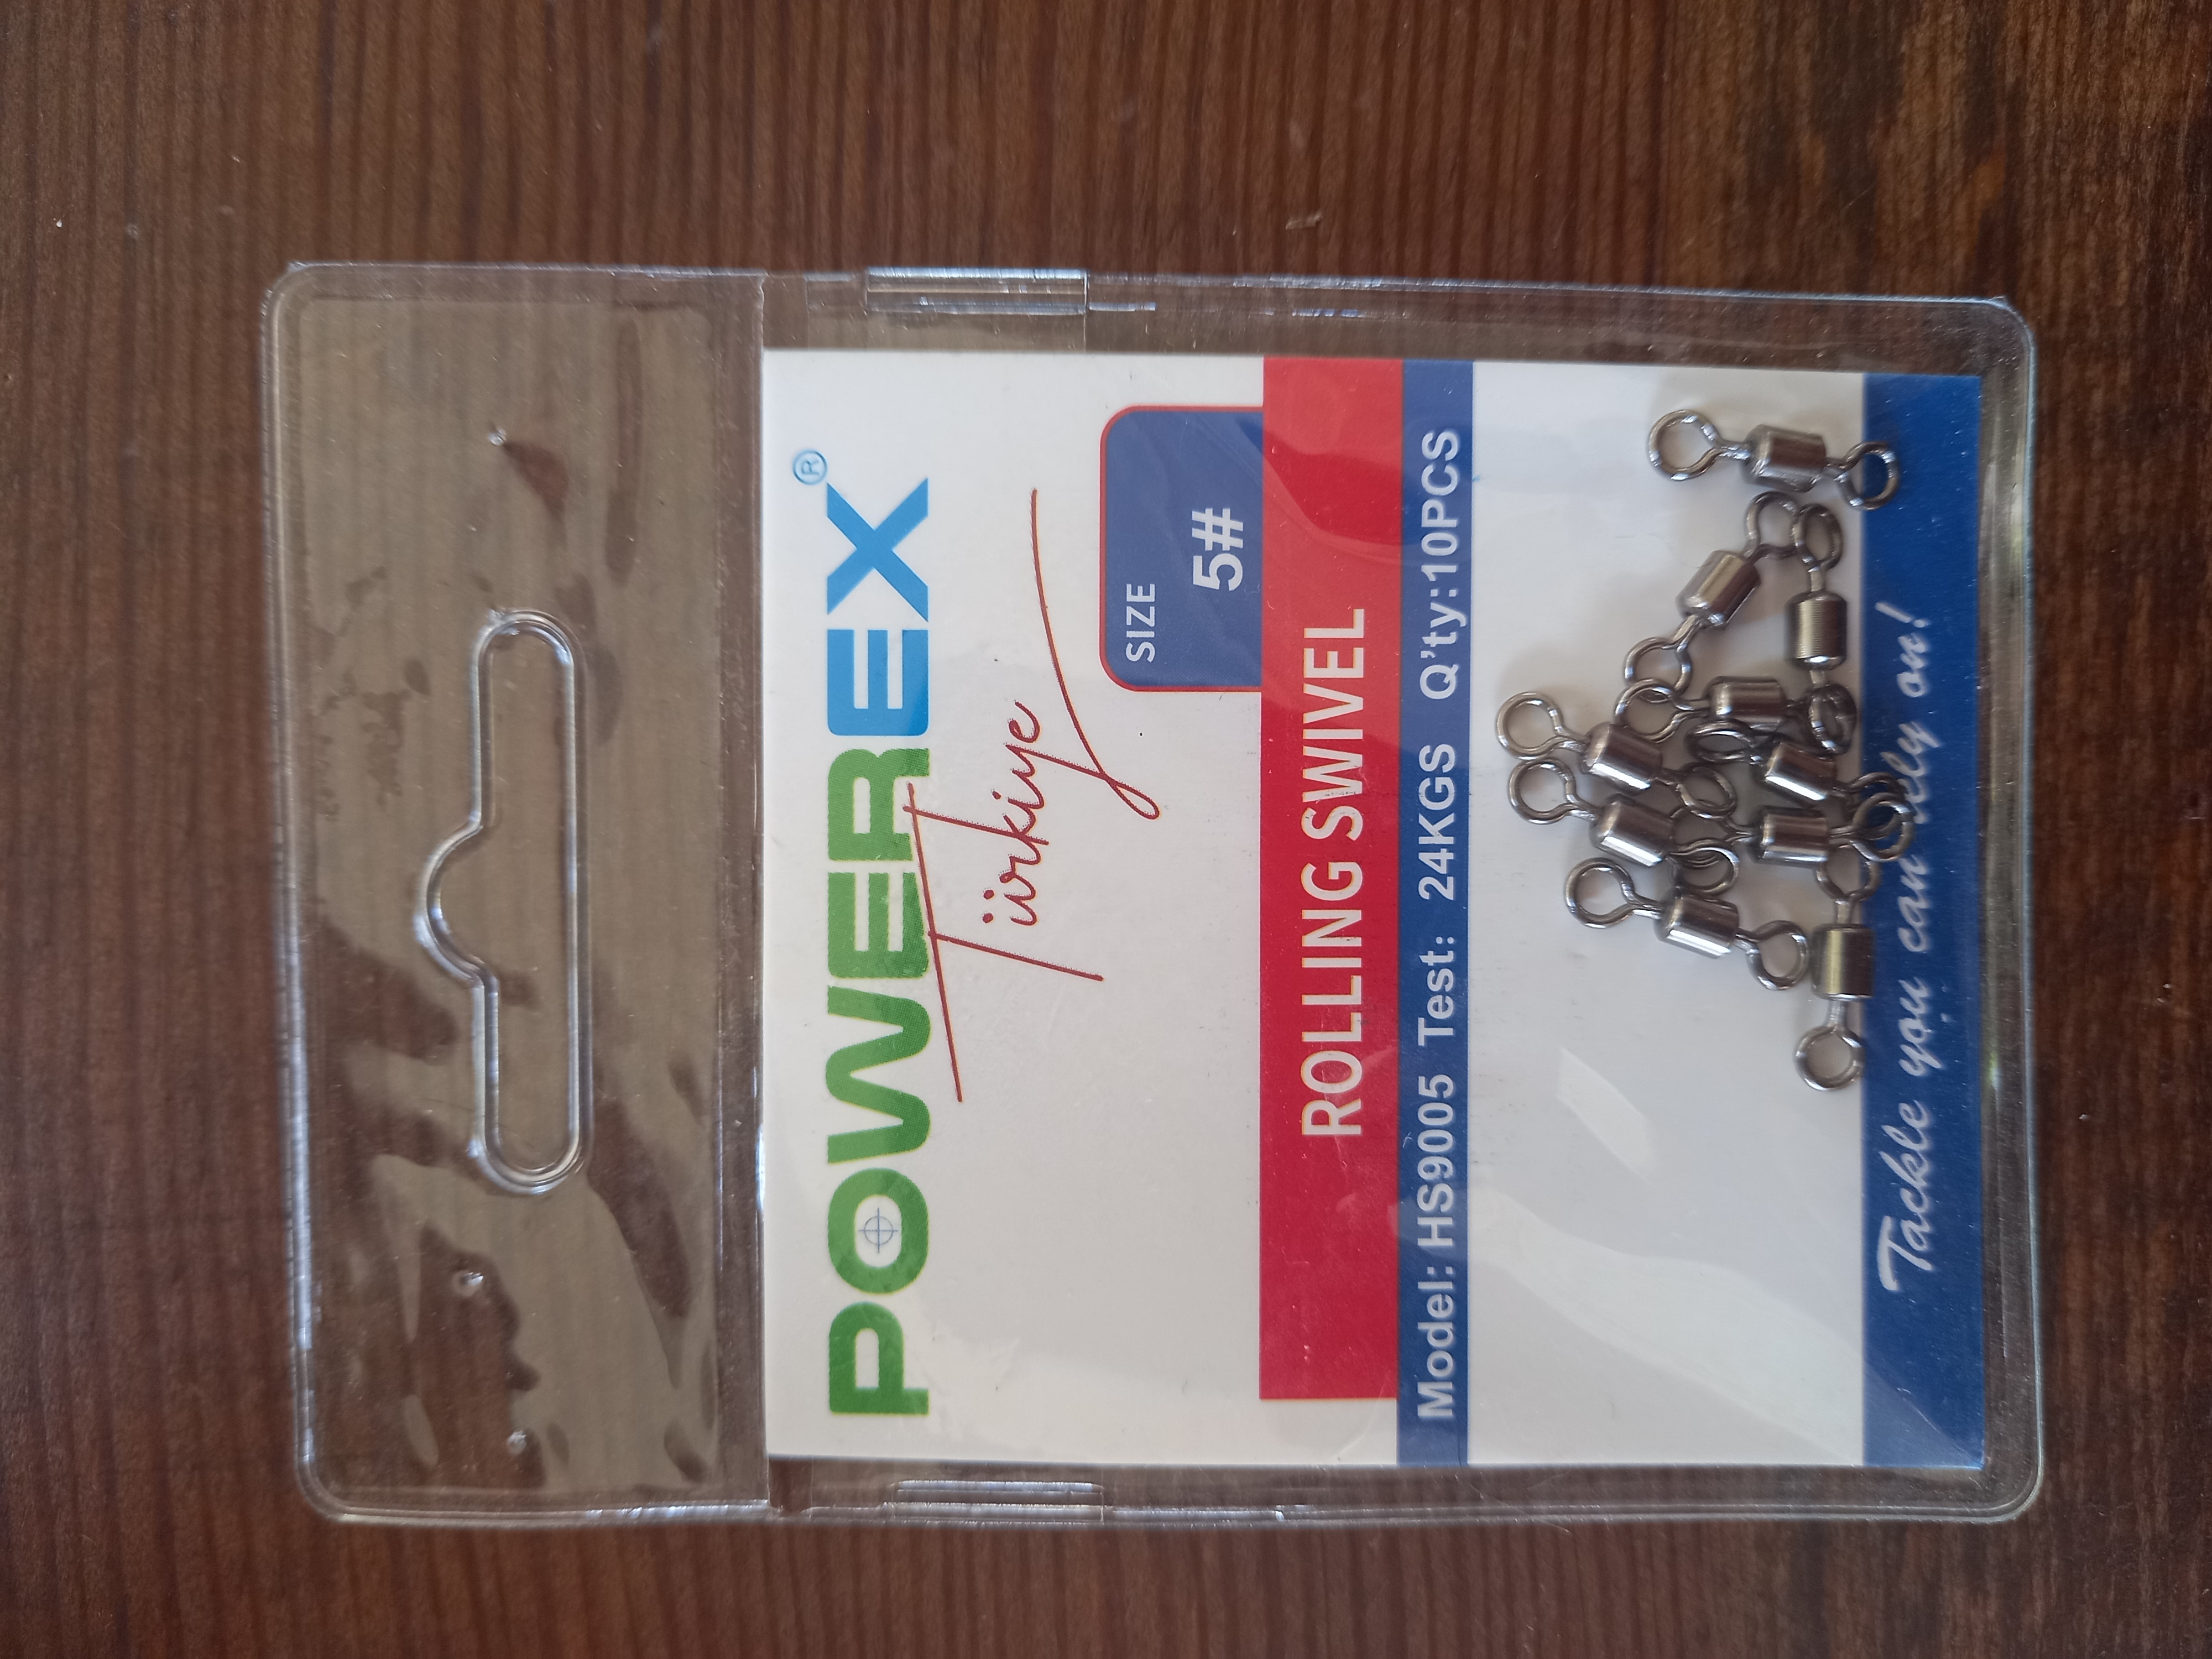 POWEREX®
Türkiye
SIZE
5#
ROLLING SWIVEL
Model: HS9005 Test: 24KGS Q'ty:10PCS
Tackle you can rely on!